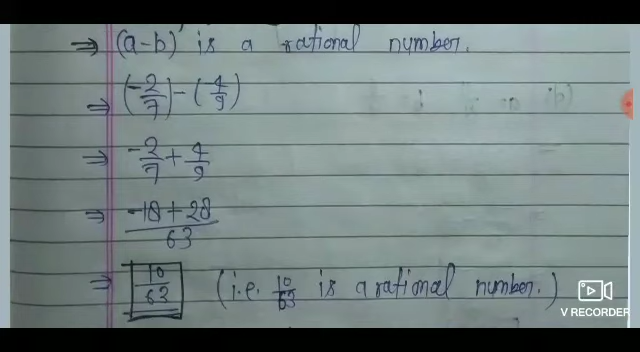 ⇒ (a-b) is a rational number.
⇒ (-2/7) - (4/9)
⇒ -2/7 + 4/9
⇒ -18 + 28 / 63
⇒ 10/63 (i.e. 10/63 is a rational number.)
V RECORDER